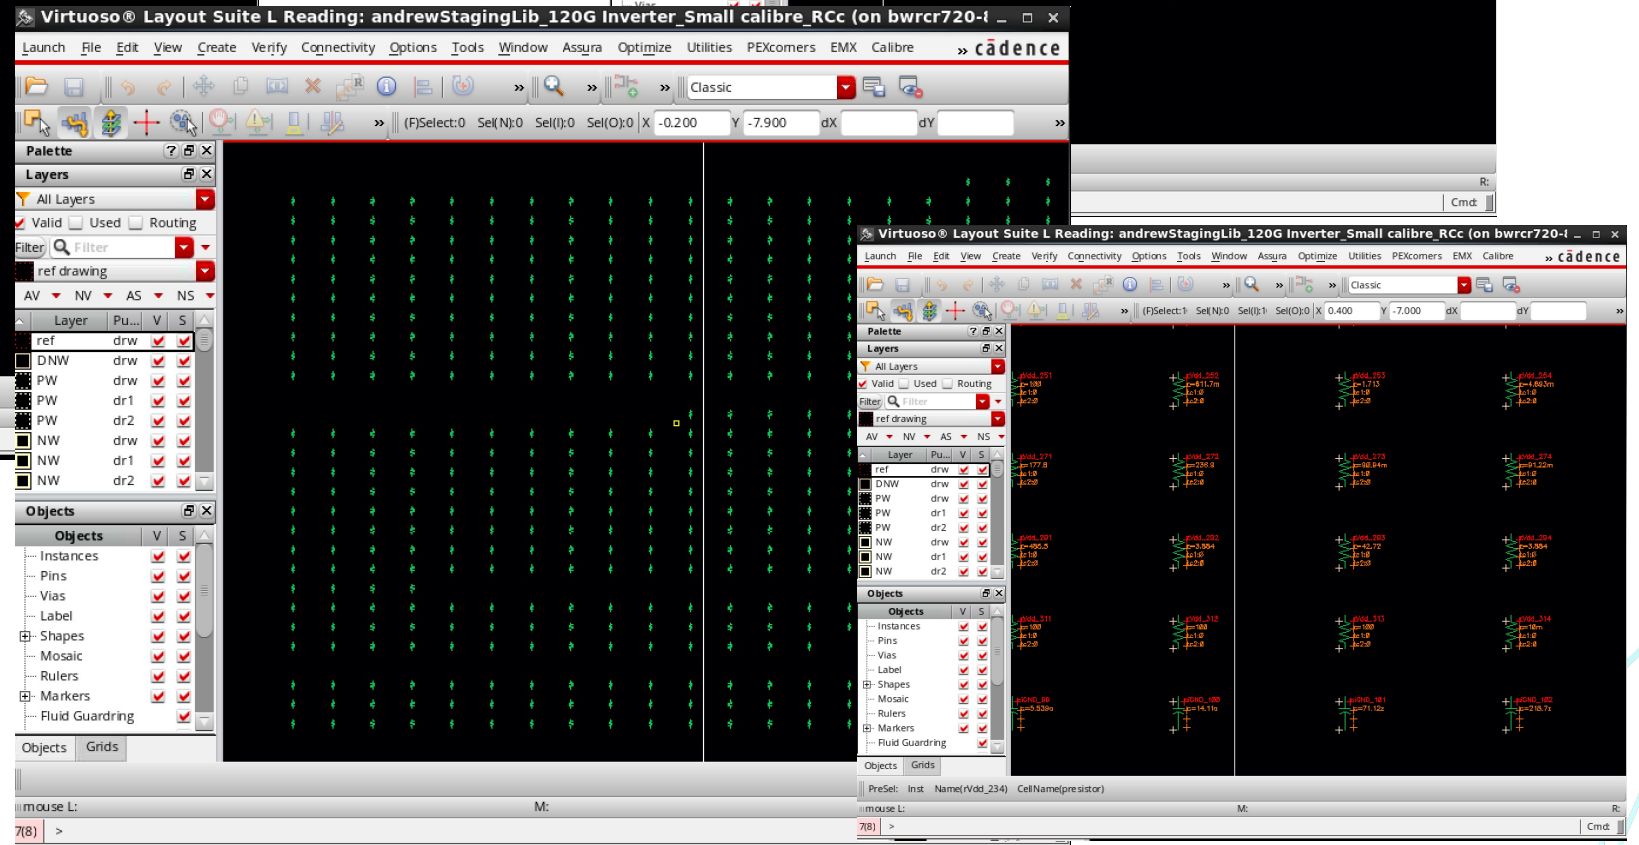 Vias
Virtuoso® Layout Suite L Reading: andrewStagingLib_120G Inverter_Small calibre_RCc (on bwrcr720-8
Launch File Edit View Create Verify Connectivity Options Tools Window Assura Optimize Utilities PEXcorners EMX Calibre » cādence
» » » Classic
» (F)Select:0 Sel(N):0 Sel(I):0 Sel(O):0 X -0.200 Y -7.900 dX dY »
Palette
Layers
All Layers
Valid Used Routing
Filter Filter
ref drawing
AV NV AS NS
Layer Pu... V S
ref drw
DNW drw
PW drw
PW dr1
PW dr2
NW drw
NW dr1
NW dr2
Objects
Objects V S
Instances
Pins
Vias
Label
Shapes
Mosaic
Rulers
Markers
Fluid Guardring
Objects Grids
mouse L: M:
7(8) >
R:
Cmd:
Virtuoso® Layout Suite L Reading: andrewStagingLib_120G Inverter_Small calibre_RCc (on bwrcr720-8
Launch File Edit View Create Verify Connectivity Options Tools Window Assura Optimize Utilities PEXcorners EMX Calibre » cādence
» » » Classic
» (F)Select:1 Sel(N):0 Sel(I):1 Sel(O):0 X 0.400 Y -7.000 dX dY »
Palette
Layers
All Layers
Valid Used Routing
Filter Filter
ref drawing
AV NV AS NS
Layer Pu... V S
ref drw
DNW drw
PW drw
PW dr1
PW dr2
NW drw
NW dr1
NW dr2
Objects
Objects V S
Instances
Pins
Vias
Label
Shapes
Mosaic
Rulers
Markers
Fluid Guardring
Objects Grids
PreSel: Inst Name(rVdd_234) CellName(presistor)
mouse L: M: R:
7(8) > Cmd: